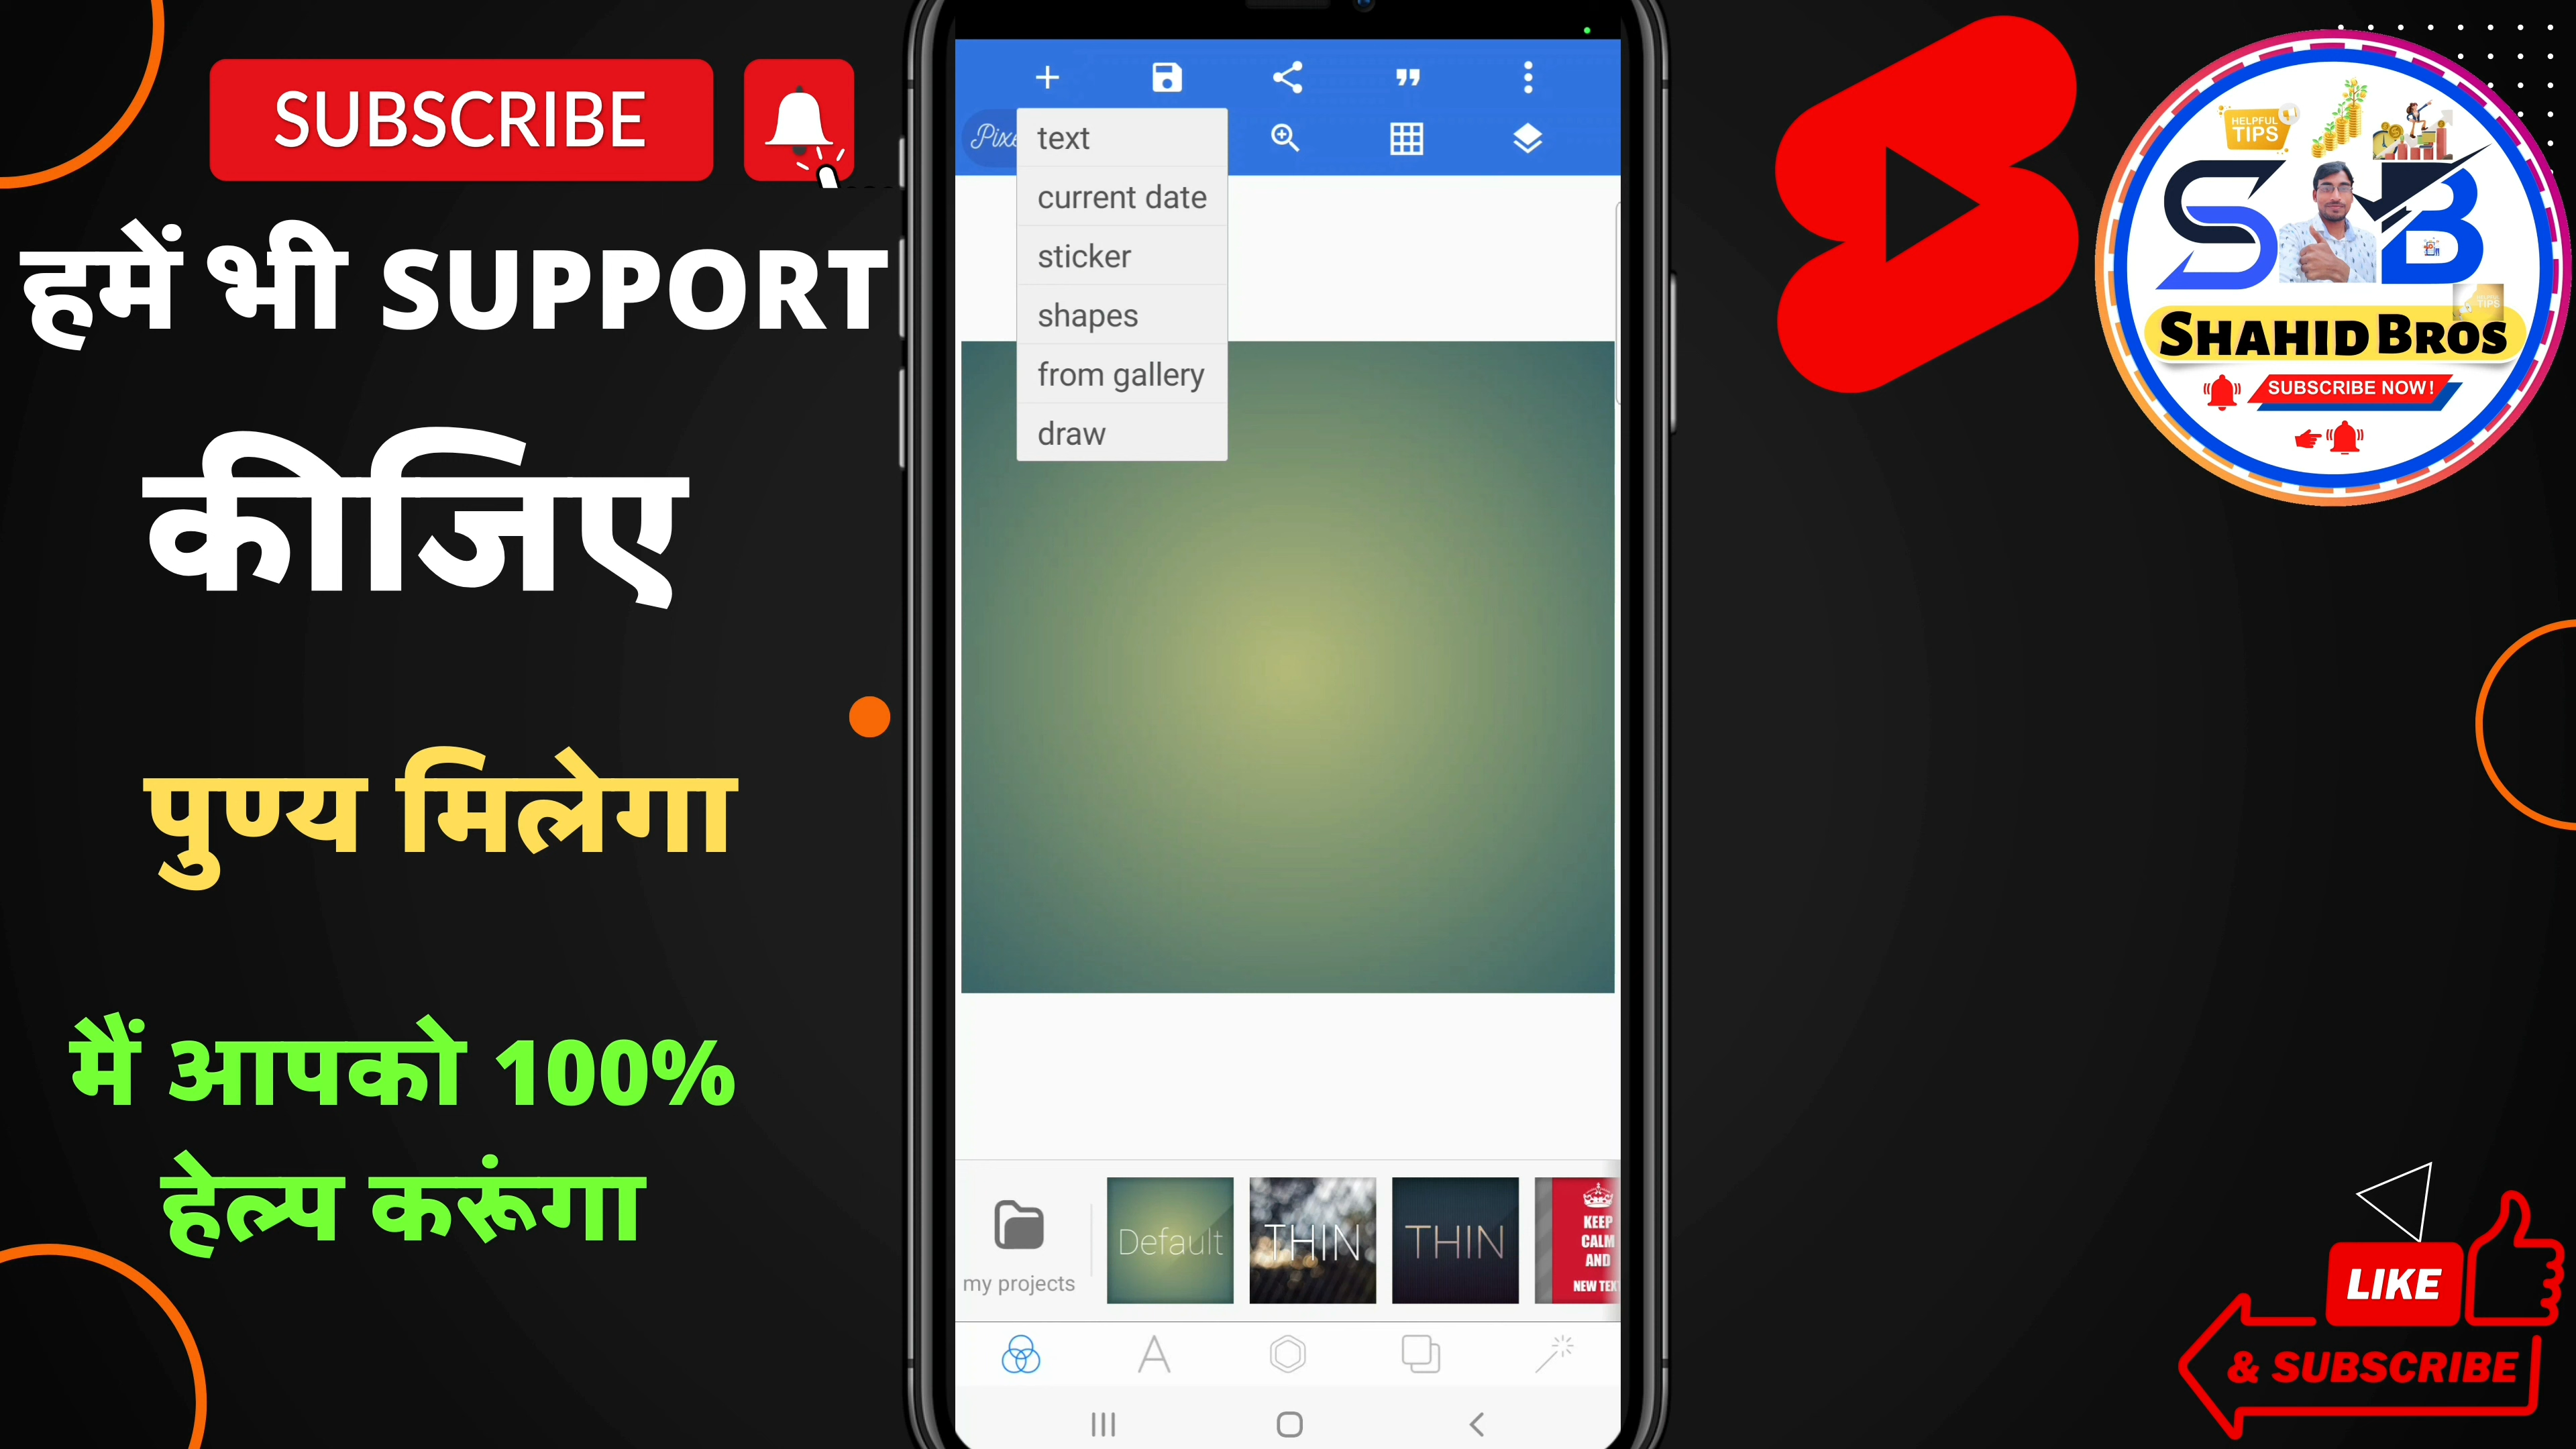 SUBSCRIBE
हमें भी SUPPORT
कीजिए
पुण्य मिलेगा
मैं आपको 100%
हेल्प करूंगा
text
current date
sticker
shapes
from gallery
draw
my projects
Default
THIN
THIN
KEEP
CALM
AND
HELPFUL
TIPS
SB
SHAHID BROS
SUBSCRIBE NOW!
LIKE
& SUBSCRIBE